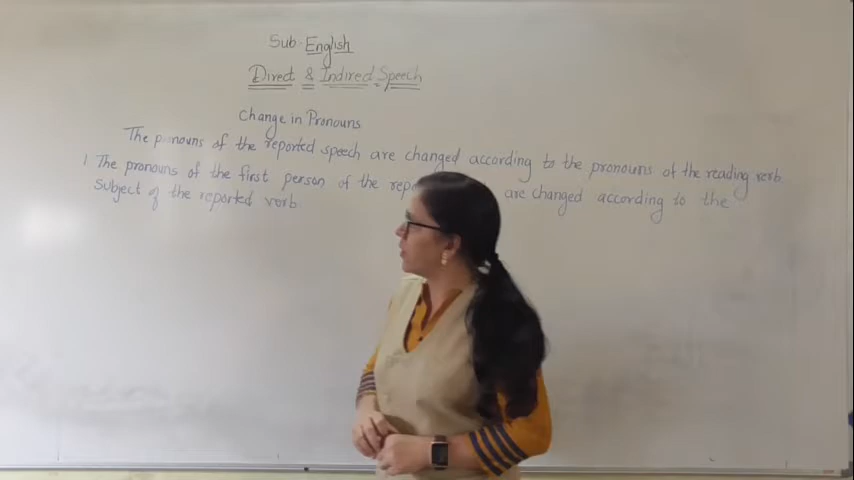 Sub- English
Direct & Indirect Speech
Change in Pronouns
The pronouns of the reported speech are changed according to the pronouns of the reading verb.
1 The pronouns of the first person of the are changed according to the
Subject of the reported verb